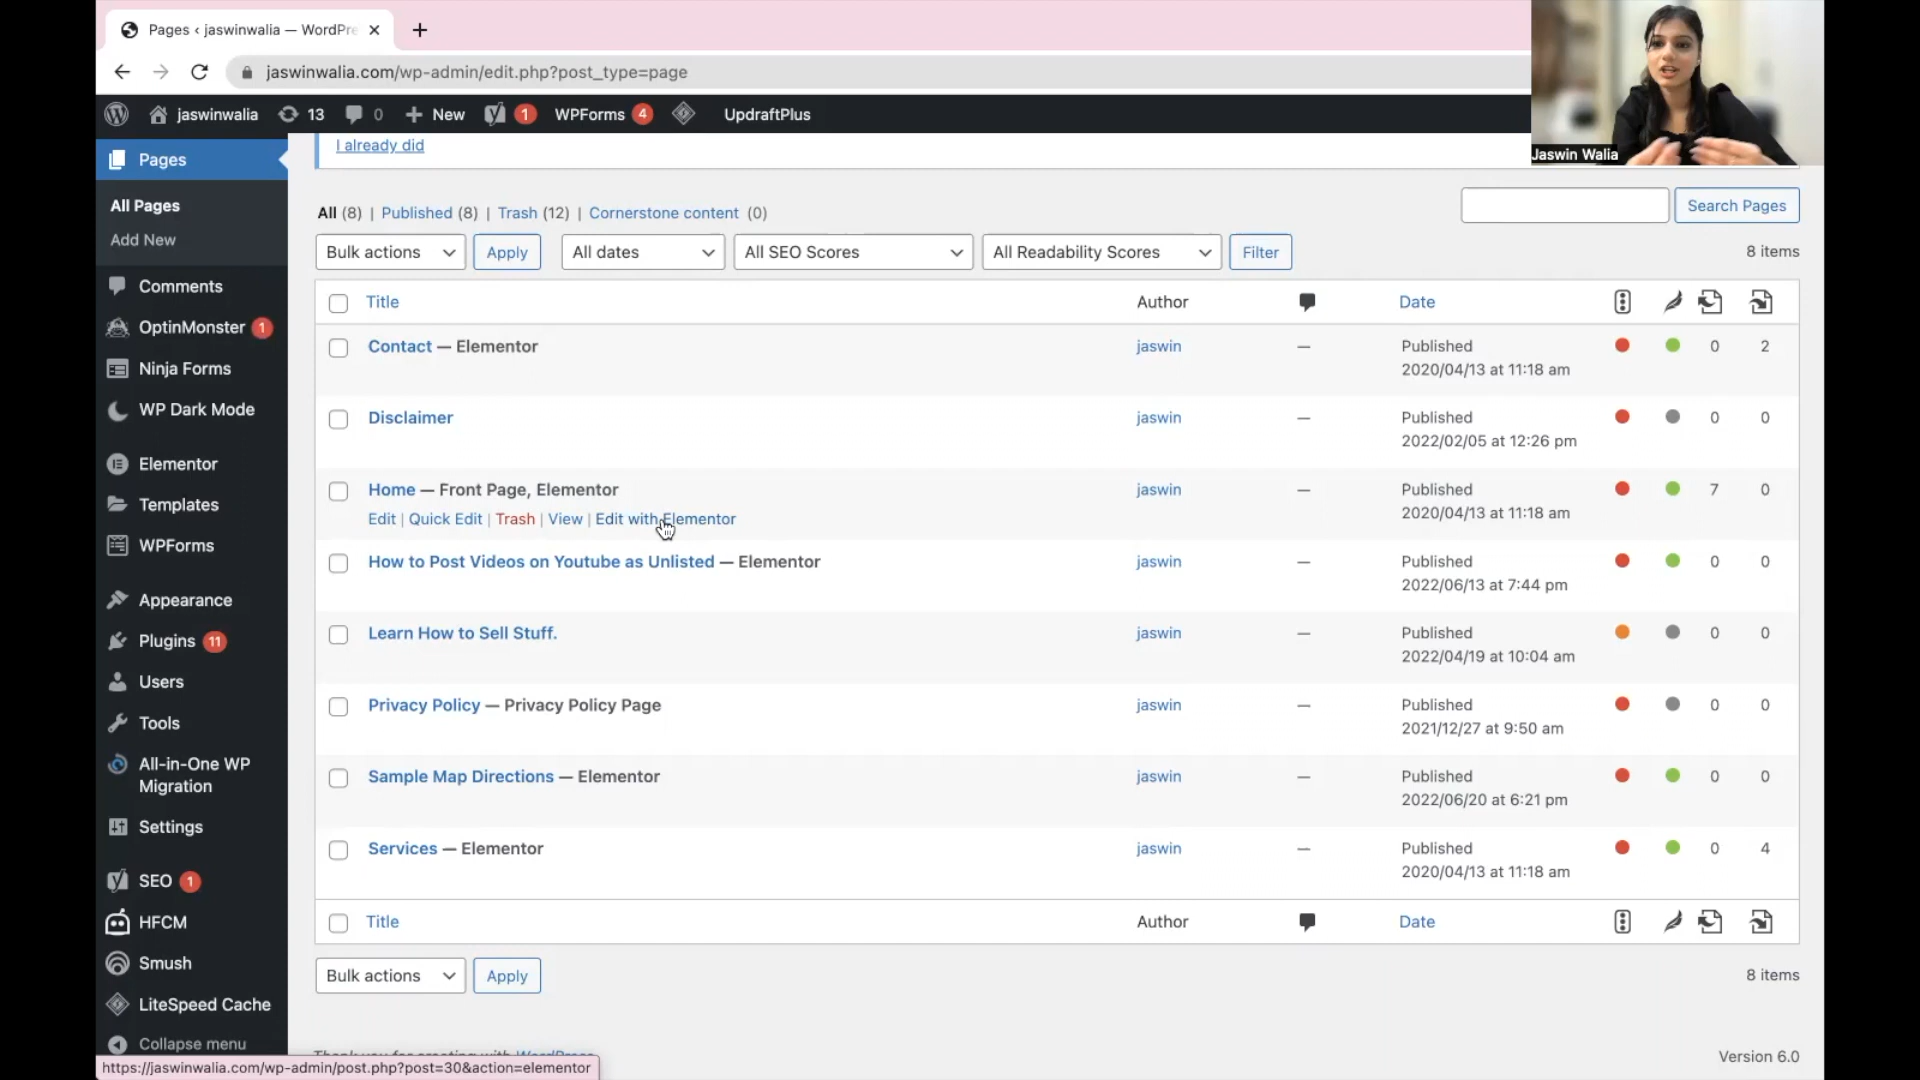 Pages ‹ jaswinwalia — WordPre
jaswinwalia.com/wp-admin/edit.php?post_type=page
jaswinwalia 13 0 New 1 WPForms 4 UpdraftPlus
Jaswin Walia
Pages
All Pages
Add New
Comments
OptinMonster 1
Ninja Forms
WP Dark Mode
Elementor
Templates
WPForms
Appearance
Plugins 11
Users
Tools
All-in-One WP
Migration
Settings
SEO 1
HFCM
Smush
LiteSpeed Cache
Collapse menu
I already did
All (8) | Published (8) | Trash (12) | Cornerstone content (0)
Search Pages
Bulk actions Apply All dates All SEO Scores All Readability Scores Filter 8 items
Title Author Date
Contact — Elementor jaswin — Published 0 2
2020/04/13 at 11:18 am
Disclaimer jaswin — Published 0 0
2022/02/05 at 12:26 pm
Home — Front Page, Elementor jaswin — Published 7 0
Edit | Quick Edit | Trash | View | Edit with Elementor 2020/04/13 at 11:18 am
How to Post Videos on Youtube as Unlisted — Elementor jaswin — Published 0 0
2022/06/13 at 7:44 pm
Learn How to Sell Stuff. jaswin — Published 0 0
2022/04/19 at 10:04 am
Privacy Policy — Privacy Policy Page jaswin — Published 0 0
2021/12/27 at 9:50 am
Sample Map Directions — Elementor jaswin — Published 0 0
2022/06/20 at 6:21 pm
Services — Elementor jaswin — Published 0 4
2020/04/13 at 11:18 am
Title Author Date
Bulk actions Apply 8 items
Thank you for creating with WordPress Version 6.0
https://jaswinwalia.com/wp-admin/post.php?post=30&action=elementor